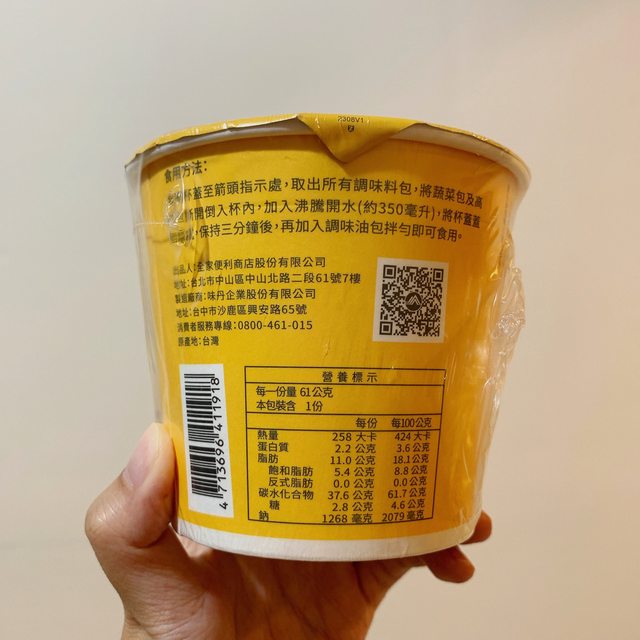 2308V1
食用方法:
杯蓋至箭頭指示處,取出所有調味料包,將蔬菜包及高
撕開倒入杯內,加入沸騰開水(約350毫升),將杯蓋蓋
保持三分鐘後,再加入調味油包拌勻即可食用。
出品人:全家便利商店股份有限公司
地址:台北市中山區中山北路二段61號7樓
製造廠商:味丹企業股份有限公司
地址:台中市沙鹿區興安路65號
消費者服務專線:0800-461-015
原產地:台灣
4 713696 411918
營養標示
每一份量 61公克
本包裝含 1份
每份 每100公克
熱量 258 大卡 424 大卡
蛋白質 2.2 公克 3.6 公克
脂肪 11.0 公克 18.1公克
飽和脂肪 5.4 公克 8.8 公克
反式脂肪 0.0 公克 0.0 公克
碳水化合物 37.6 公克 61.7公克
糖 2.8 公克 4.6 公克
鈉 1268 毫克 2079 毫克